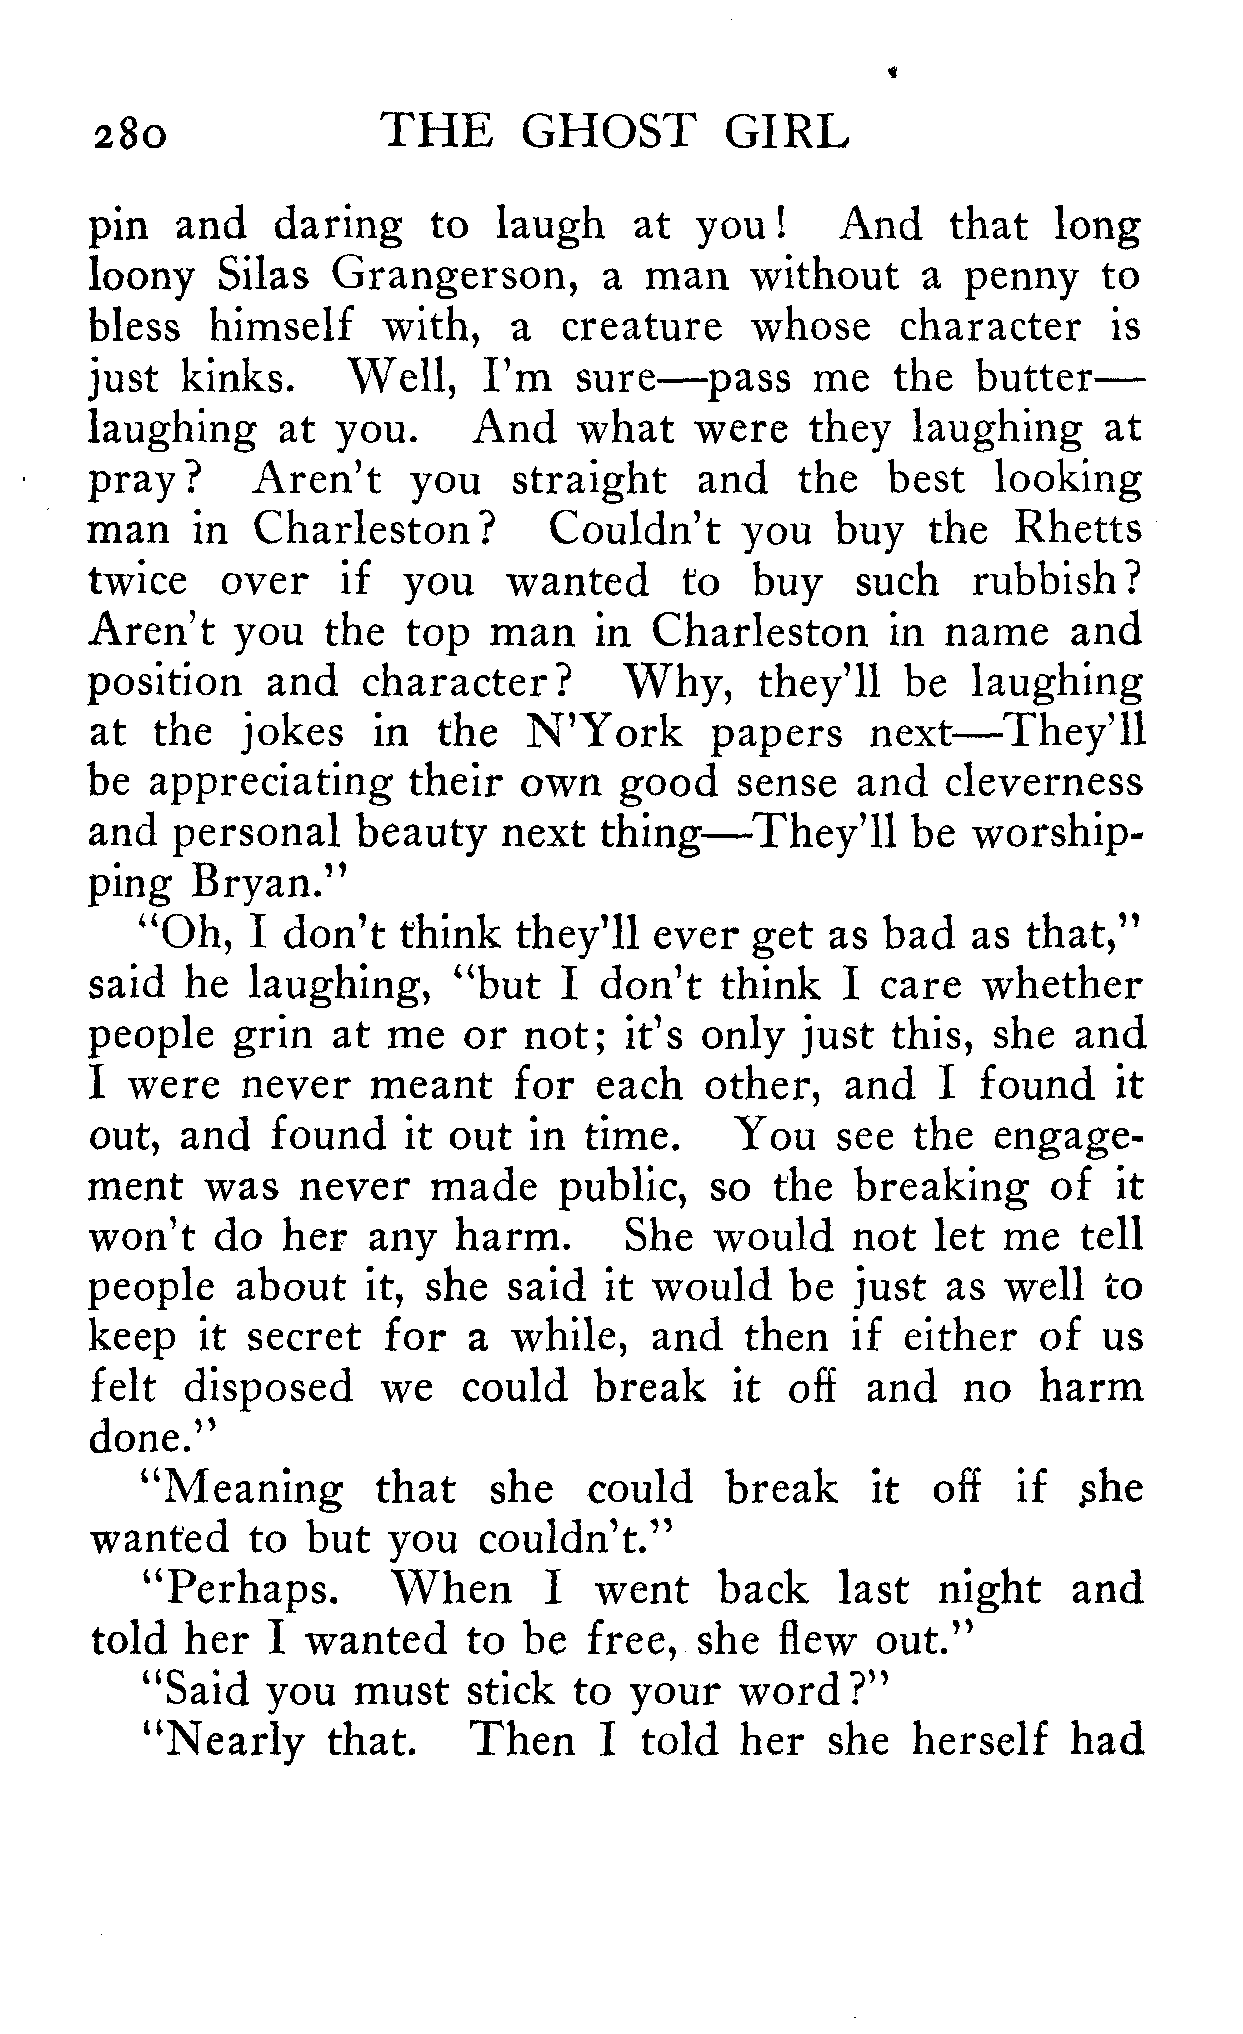 280 THE GHOST GIRL
pin and daring to laugh at you! And that long
loony Silas Grangerson, a man without a penny to
bless himself with, a creature whose character is
just kinks. Well, I'm sure—pass me the butter—
laughing at you. And what were they laughing at
pray? Aren't you straight and the best looking
man in Charleston? Couldn't you buy the Rhetts
twice over if you wanted to buy such rubbish?
Aren't you the top man in Charleston in name and
position and character? Why, they'll be laughing
at the jokes in the N'York papers next—They'll
be appreciating their own good sense and cleverness
and personal beauty next thing—They'll be worship-
ping Bryan."
"Oh, I don't think they'll ever get as bad as that,"
said he laughing, "but I don't think I care whether
people grin at me or not; it's only just this, she and
I were never meant for each other, and I found it
out, and found it out in time. You see the engage-
ment was never made public, so the breaking of it
won't do her any harm. She would not let me tell
people about it, she said it would be just as well to
keep it secret for a while, and then if either of us
felt disposed we could break it off and no harm
done."
"Meaning that she could break it off if she
wanted to but you couldn't."
"Perhaps. When I went back last night and
told her I wanted to be free, she flew out."
"Said you must stick to your word?"
"Nearly that. Then I told her she herself had